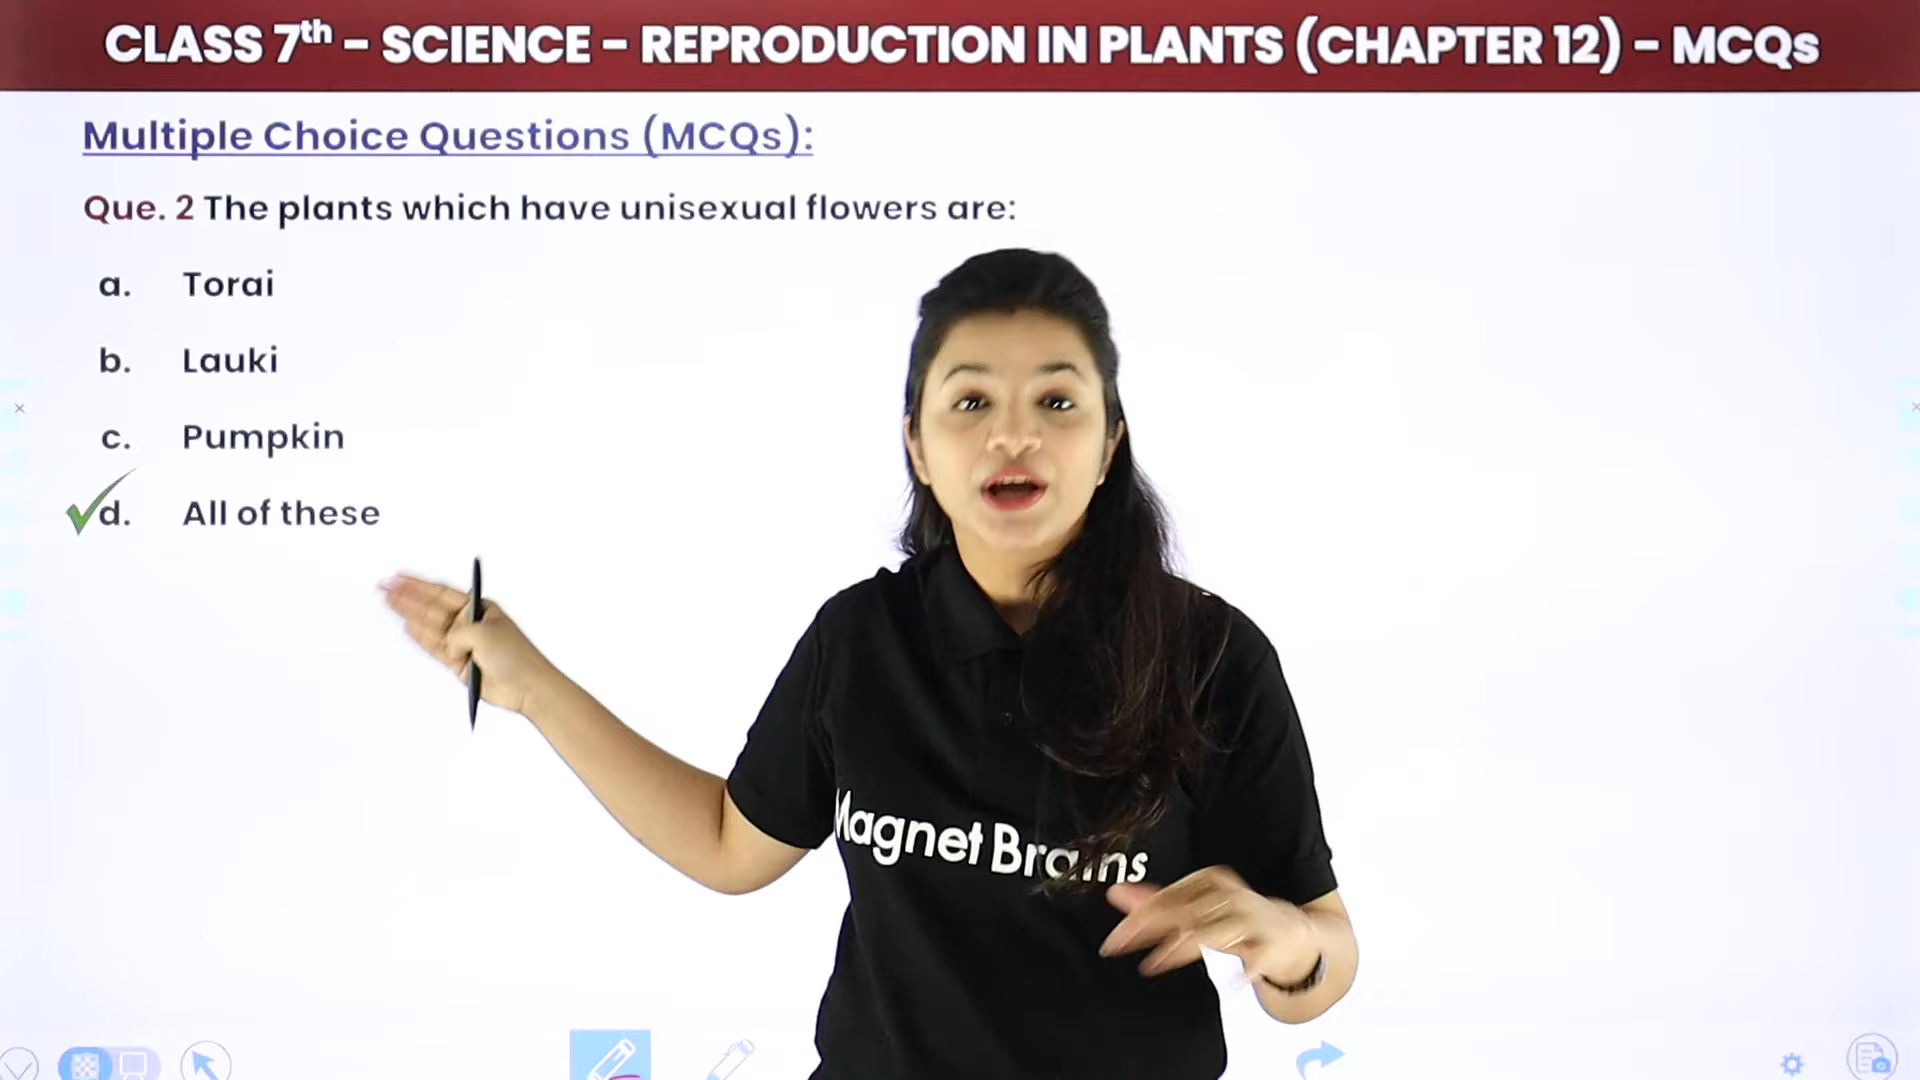 CLASS 7th – SCIENCE – REPRODUCTION IN PLANTS (CHAPTER 12) – MCQs
Multiple Choice Questions (MCQs):
Que. 2 The plants which have unisexual flowers are:
a. Torai
b. Lauki
c. Pumpkin
d. All of these
Magnet Brains